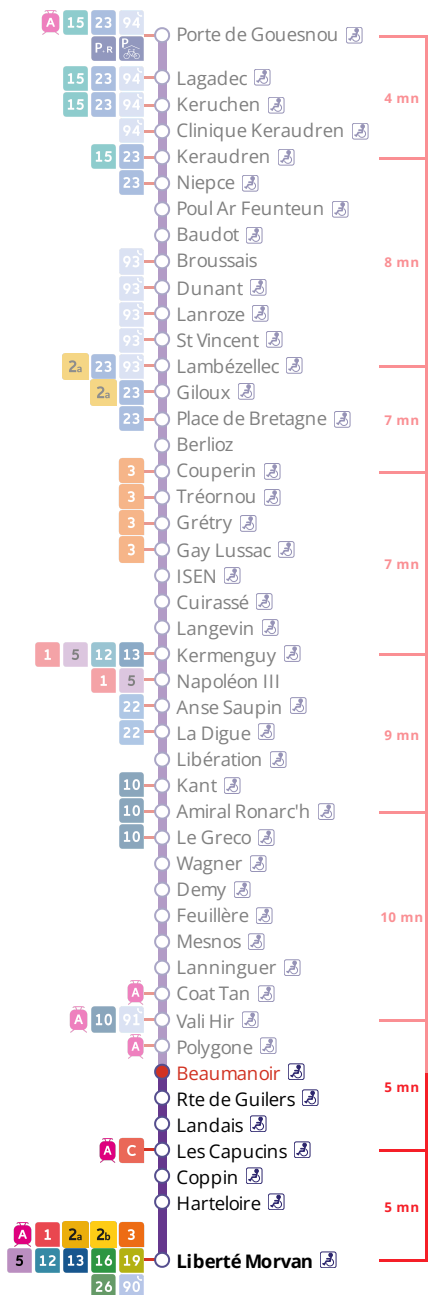 A 15 23 94 Porte de Gouesnou
P+R P
15 23 94 Lagadec
15 23 94 Keruchen
4 mn
94 Clinique Keraudren
15 23 Keraudren
23 Niepce
Poul Ar Feunteun
Baudot
93 Broussais 8 mn
93 Dunant
93 Lanroze
93 St Vincent
2a 23 93 Lambézellec
2a 23 Giloux
23 Place de Bretagne 7 mn
Berlioz
3 Couperin
3 Tréornou
3 Grétry
3 Gay Lussac
7 mn
ISEN
Cuirassé
Langevin
1 5 12 13 Kermenguy
1 5 Napoléon III
22 Anse Saupin
22 La Digue 9 mn
Libération
10 Kant
10 Amiral Ronarc'h
10 Le Greco
Wagner
Demy
Feuillère 10 mn
Mesnos
Lanninguer
A Coat Tan
A 10 91 Vali Hir
A Polygone
Beaumanoir
5 mn
Rte de Guilers
Landais
A C Les Capucins
Coppin
Harteloire 5 mn
A 1 2a 2b 3
5 12 13 16 19 Liberté Morvan
26 90